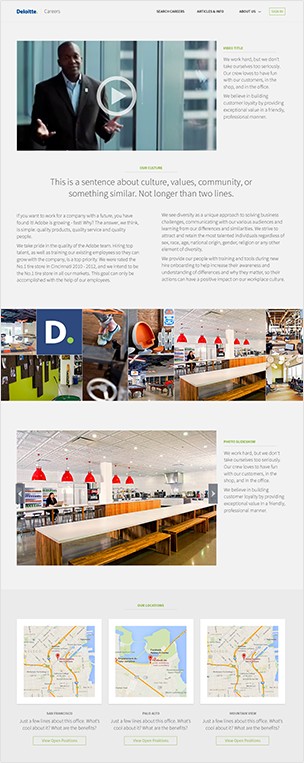 Deloitte. Careers SEARCH CAREERS ARTICLES & INFO ABOUT US SIGN IN
VIDEO TITLE
We work hard, but we don't
take ourselves too seriously.
Our crew loves to have fun
with our customers, in the
shop, and in the office.
We believe in building
customer loyalty by providing
exceptional value in a friendly,
professional manner.
OUR CULTURE
This is a sentence about culture, values, community, or
something similar. Not longer than two lines.
If you want to work for a company with a future, you have
found it! Adobe is growing - fast! Why? The answer, we think,
is simple: quality products, quality service and quality
people.
We take pride in the quality of the Adobe team. Hiring top
talent, as well as training our existing employees so they can
grow with the company, is a top priority. We were rated the
No.1 tire store in Cincinnati 2010 - 2012, and we intend to be
the No.1 tire store in all our markets. This goal can only be
accomplished with the help of our employees.
We see diversity as a unique approach to solving business
challenges, communicating with our various audiences and
learning from our differences and similarities. We strive to
attract and retain the most talented individuals regardless of
sex, race, age, national origin, gender, religion or any other
element of diversity.
We provide our people with training and tools during new
hire onboarding to help increase their awareness and
understanding of differences and why they matter, so their
actions can have a positive impact on our workplace culture.
D.
PHOTO SLIDESHOW
We work hard, but we don't
take ourselves too seriously.
Our crew loves to have fun
with our customers, in the
shop, and in the office.
We believe in building
customer loyalty by providing
exceptional value in a friendly,
professional manner
OUR LOCATIONS
SAN FRANCISCO
Just a few lines about this office. What's
cool about it? What are the benefits?
View Open Positions
PALO ALTO
Just a few lines about this office. What's
cool about it? What are the benefits?
View Open Positions
MOUNTAIN VIEW
Just a few lines about this office. What's
cool about it? What are the benefits?
View Open Positions